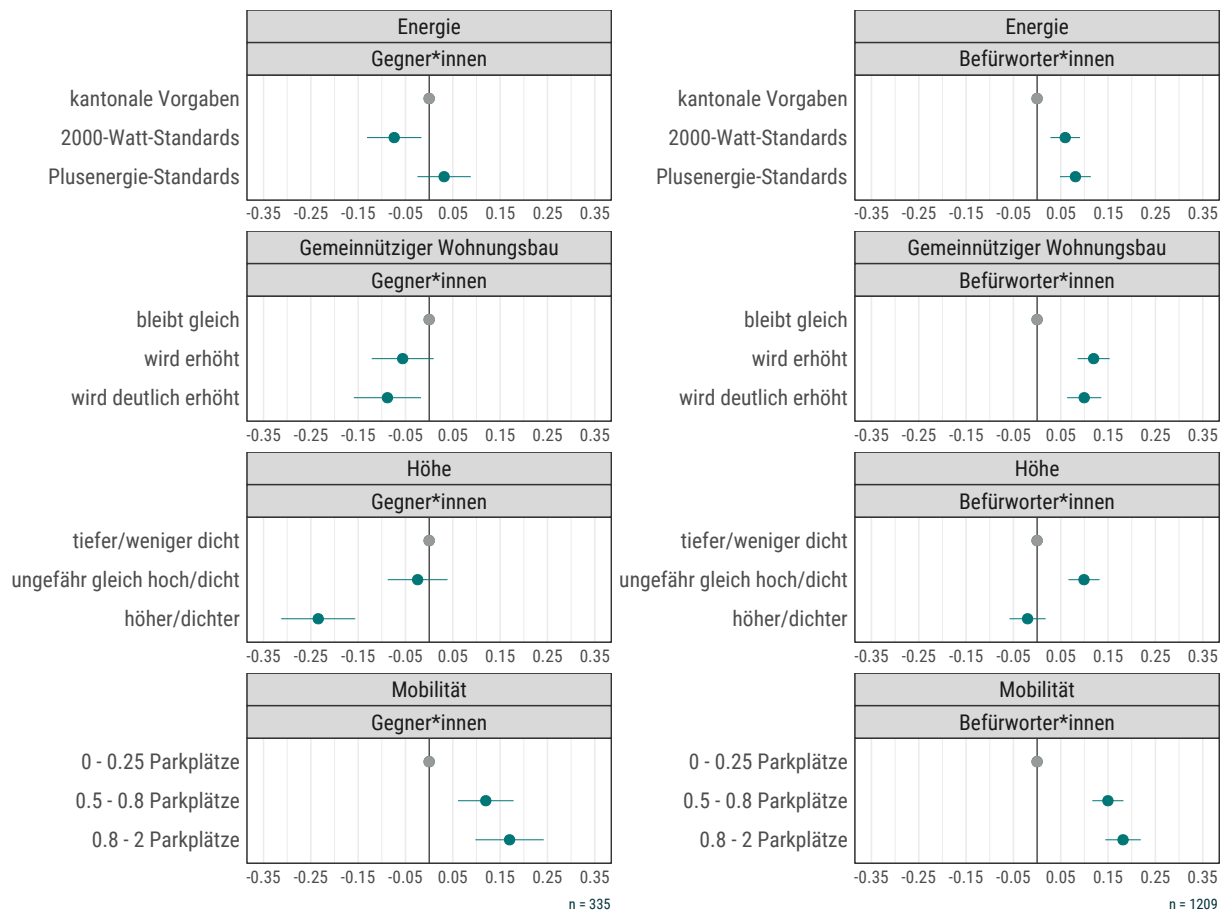 Energie
Gegner*innen
kantonale Vorgaben
2000-Watt-Standards
Plusenergie-Standards
-0.35 -0.25 -0.15 -0.05 0.05 0.15 0.25 0.35
Gemeinnütziger Wohnungsbau
Gegner*innen
bleibt gleich
wird erhöht
wird deutlich erhöht
-0.35 -0.25 -0.15 -0.05 0.05 0.15 0.25 0.35
Höhe
Gegner*innen
tiefer/weniger dicht
ungefähr gleich hoch/dicht
höher/dichter
-0.35 -0.25 -0.15 -0.05 0.05 0.15 0.25 0.35
Mobilität
Gegner*innen
0 - 0.25 Parkplätze
0.5 - 0.8 Parkplätze
0.8 - 2 Parkplätze
-0.35 -0.25 -0.15 -0.05 0.05 0.15 0.25 0.35
n = 335
Energie
Befürworter*innen
kantonale Vorgaben
2000-Watt-Standards
Plusenergie-Standards
-0.35 -0.25 -0.15 -0.05 0.05 0.15 0.25 0.35
Gemeinnütziger Wohnungsbau
Befürworter*innen
bleibt gleich
wird erhöht
wird deutlich erhöht
-0.35 -0.25 -0.15 -0.05 0.05 0.15 0.25 0.35
Höhe
Befürworter*innen
tiefer/weniger dicht
ungefähr gleich hoch/dicht
höher/dichter
-0.35 -0.25 -0.15 -0.05 0.05 0.15 0.25 0.35
Mobilität
Befürworter*innen
0 - 0.25 Parkplätze
0.5 - 0.8 Parkplätze
0.8 - 2 Parkplätze
-0.35 -0.25 -0.15 -0.05 0.05 0.15 0.25 0.35
n = 1209